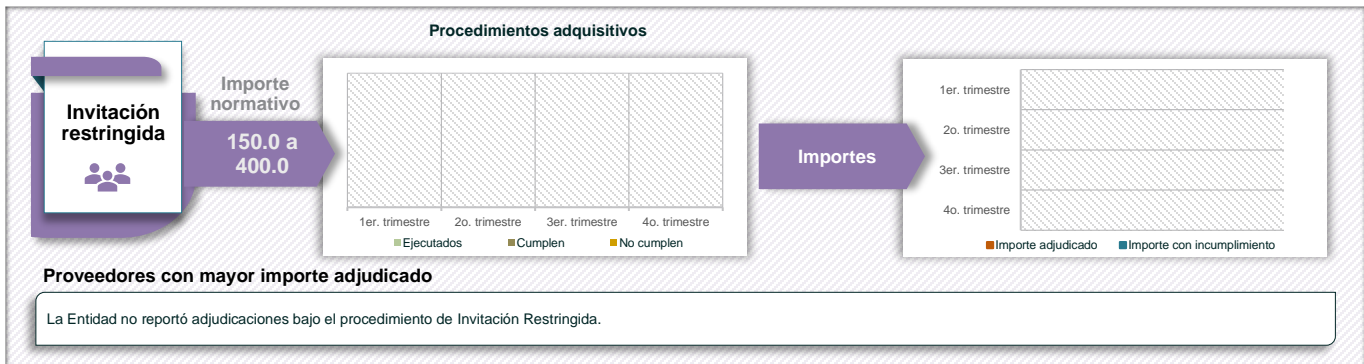 Procedimientos adquisitivos
Invitación
restringida
Importe
normativo
150.0 a
400.0
1er. trimestre 2o. trimestre 3er. trimestre 4o. trimestre
Ejecutados Cumplen No cumplen
Importes
1er. trimestre
2o. trimestre
3er. trimestre
4o. trimestre
Importe adjudicado Importe con incumplimiento
Proveedores con mayor importe adjudicado
La Entidad no reportó adjudicaciones bajo el procedimiento de Invitación Restringida.